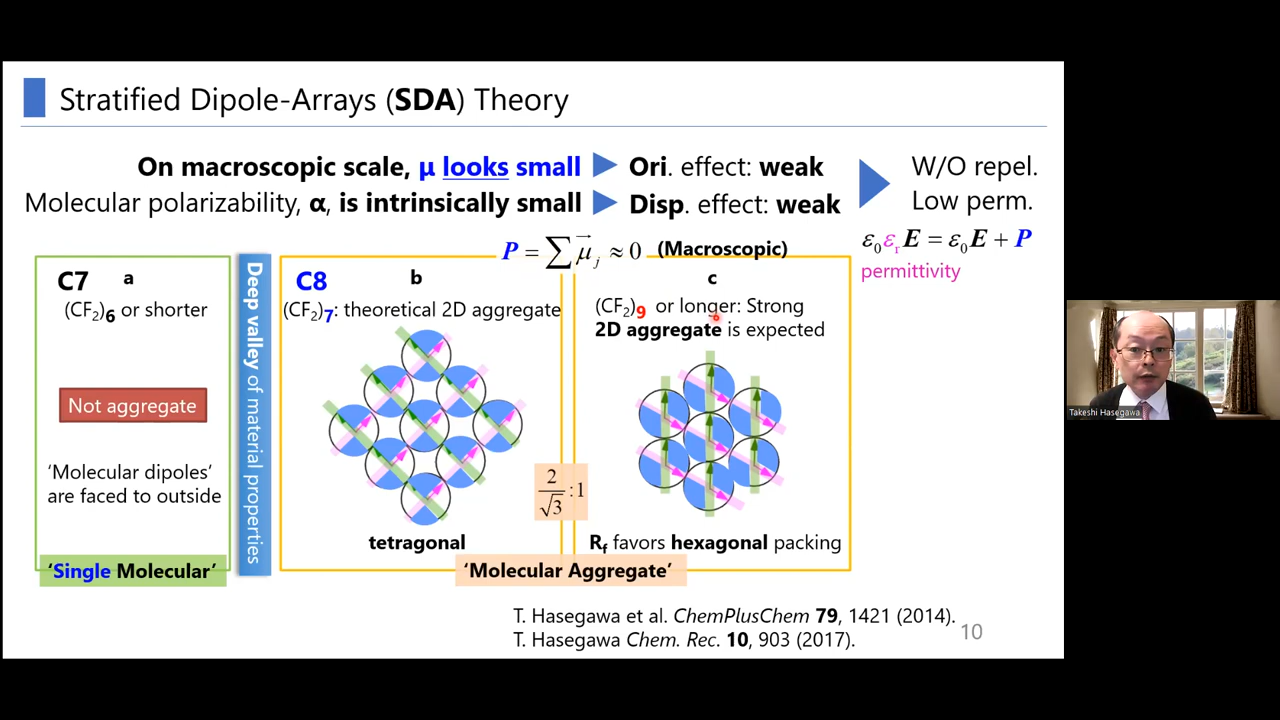 Stratified Dipole-Arrays (SDA) Theory
On macroscopic scale, μ looks small
Ori. effect: weak
Molecular polarizability, α, is intrinsically small
Disp. effect: weak
W/O repel.
Low perm.
P = ∑ μ⃗j ≈ 0 (Macroscopic)
ε0εrE = ε0E + P
permittivity
C7 a
(CF2)6 or shorter
Not aggregate
'Molecular dipoles'
are faced to outside
'Single Molecular'
Deep valley of material properties
C8 b
(CF2)7: theoretical 2D aggregate
tetragonal
2/√3 :1
c
(CF2)9 or longer: Strong
2D aggregate is expected
Rf favors hexagonal packing
'Molecular Aggregate'
T. Hasegawa et al. ChemPlusChem 79, 1421 (2014).
T. Hasegawa Chem. Rec. 10, 903 (2017).
10
Takeshi Hasegawa